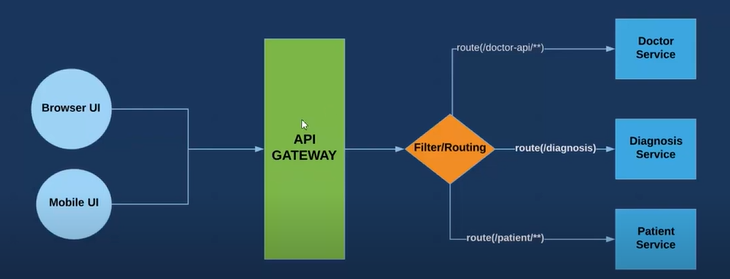 Browser UI
Mobile UI
API
GATEWAY
Filter/Routing
route(/doctor-api/**)
route(/diagnosis)
route(/patient/**)
Doctor
Service
Diagnosis
Service
Patient
Service